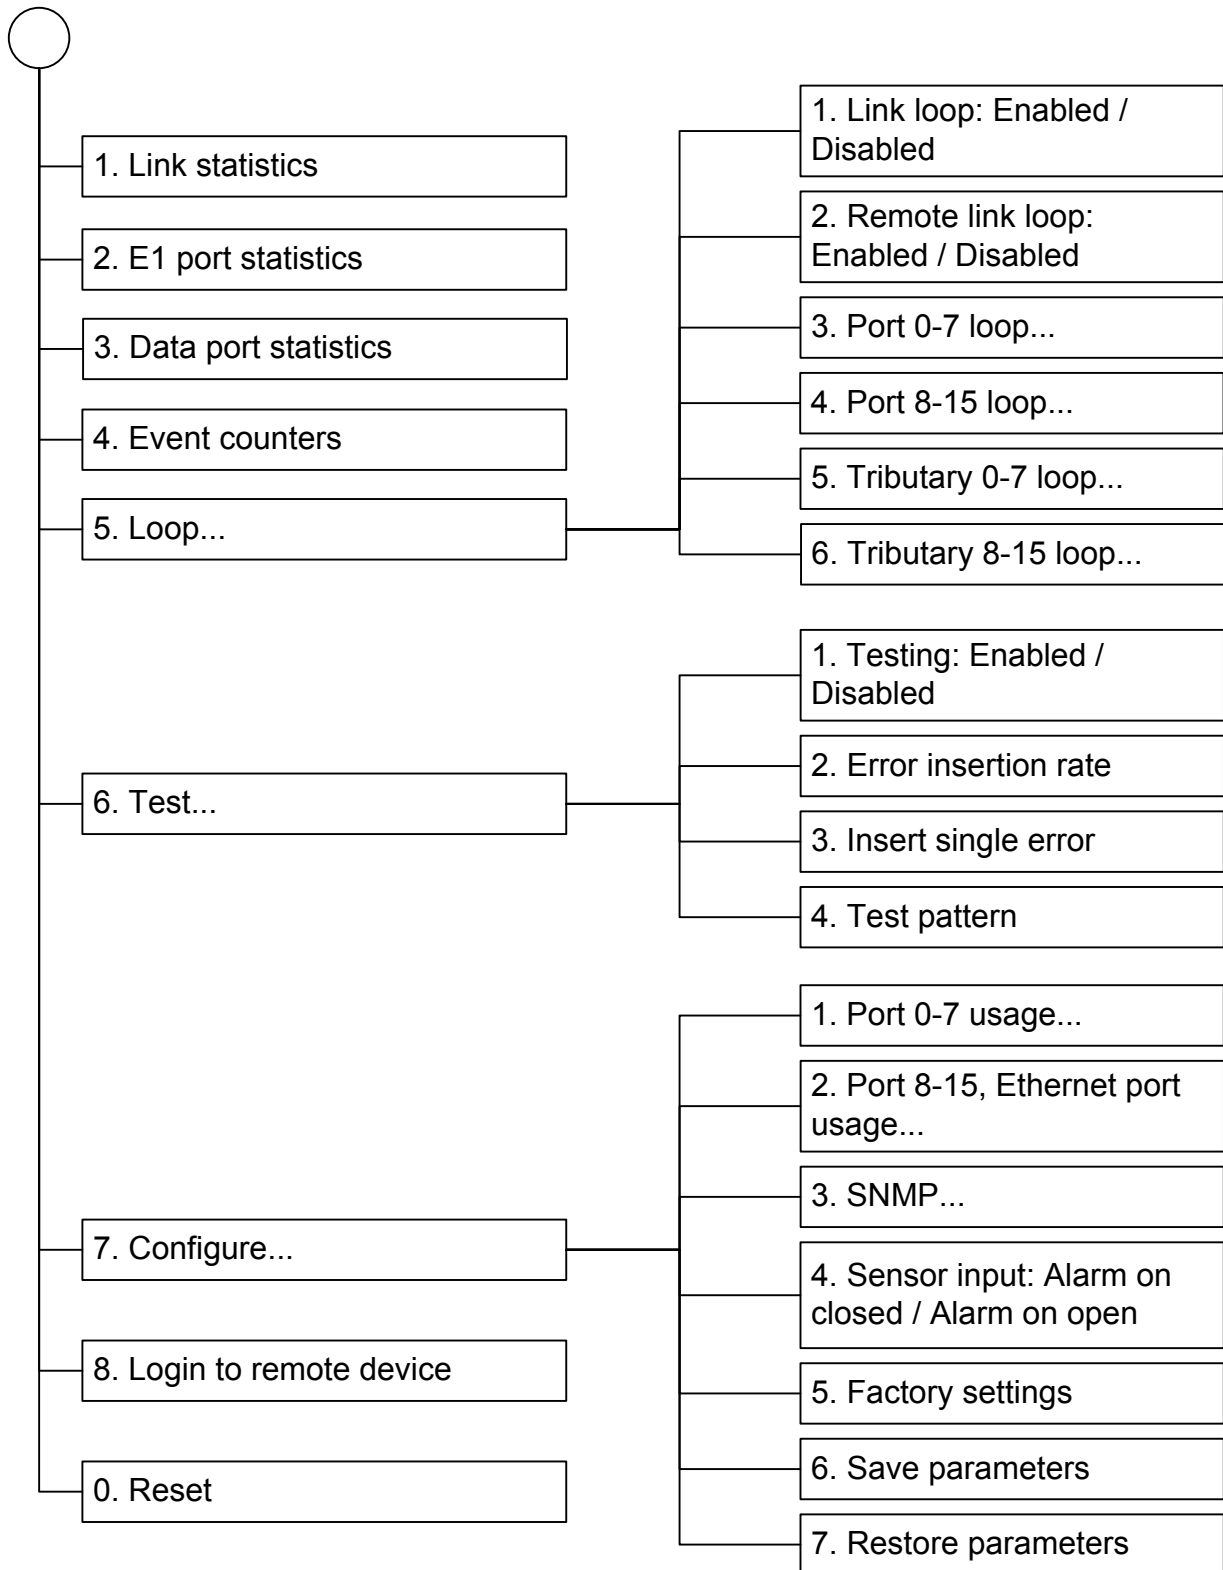 1. Link statistics
2. E1 port statistics
3. Data port statistics
4. Event counters
5. Loop...
1. Link loop: Enabled /
Disabled
2. Remote link loop:
Enabled / Disabled
3. Port 0-7 loop...
4. Port 8-15 loop...
5. Tributary 0-7 loop...
6. Tributary 8-15 loop...
6. Test...
1. Testing: Enabled /
Disabled
2. Error insertion rate
3. Insert single error
4. Test pattern
7. Configure...
1. Port 0-7 usage...
2. Port 8-15, Ethernet port
usage...
3. SNMP...
4. Sensor input: Alarm on
closed / Alarm on open
5. Factory settings
6. Save parameters
7. Restore parameters
8. Login to remote device
0. Reset